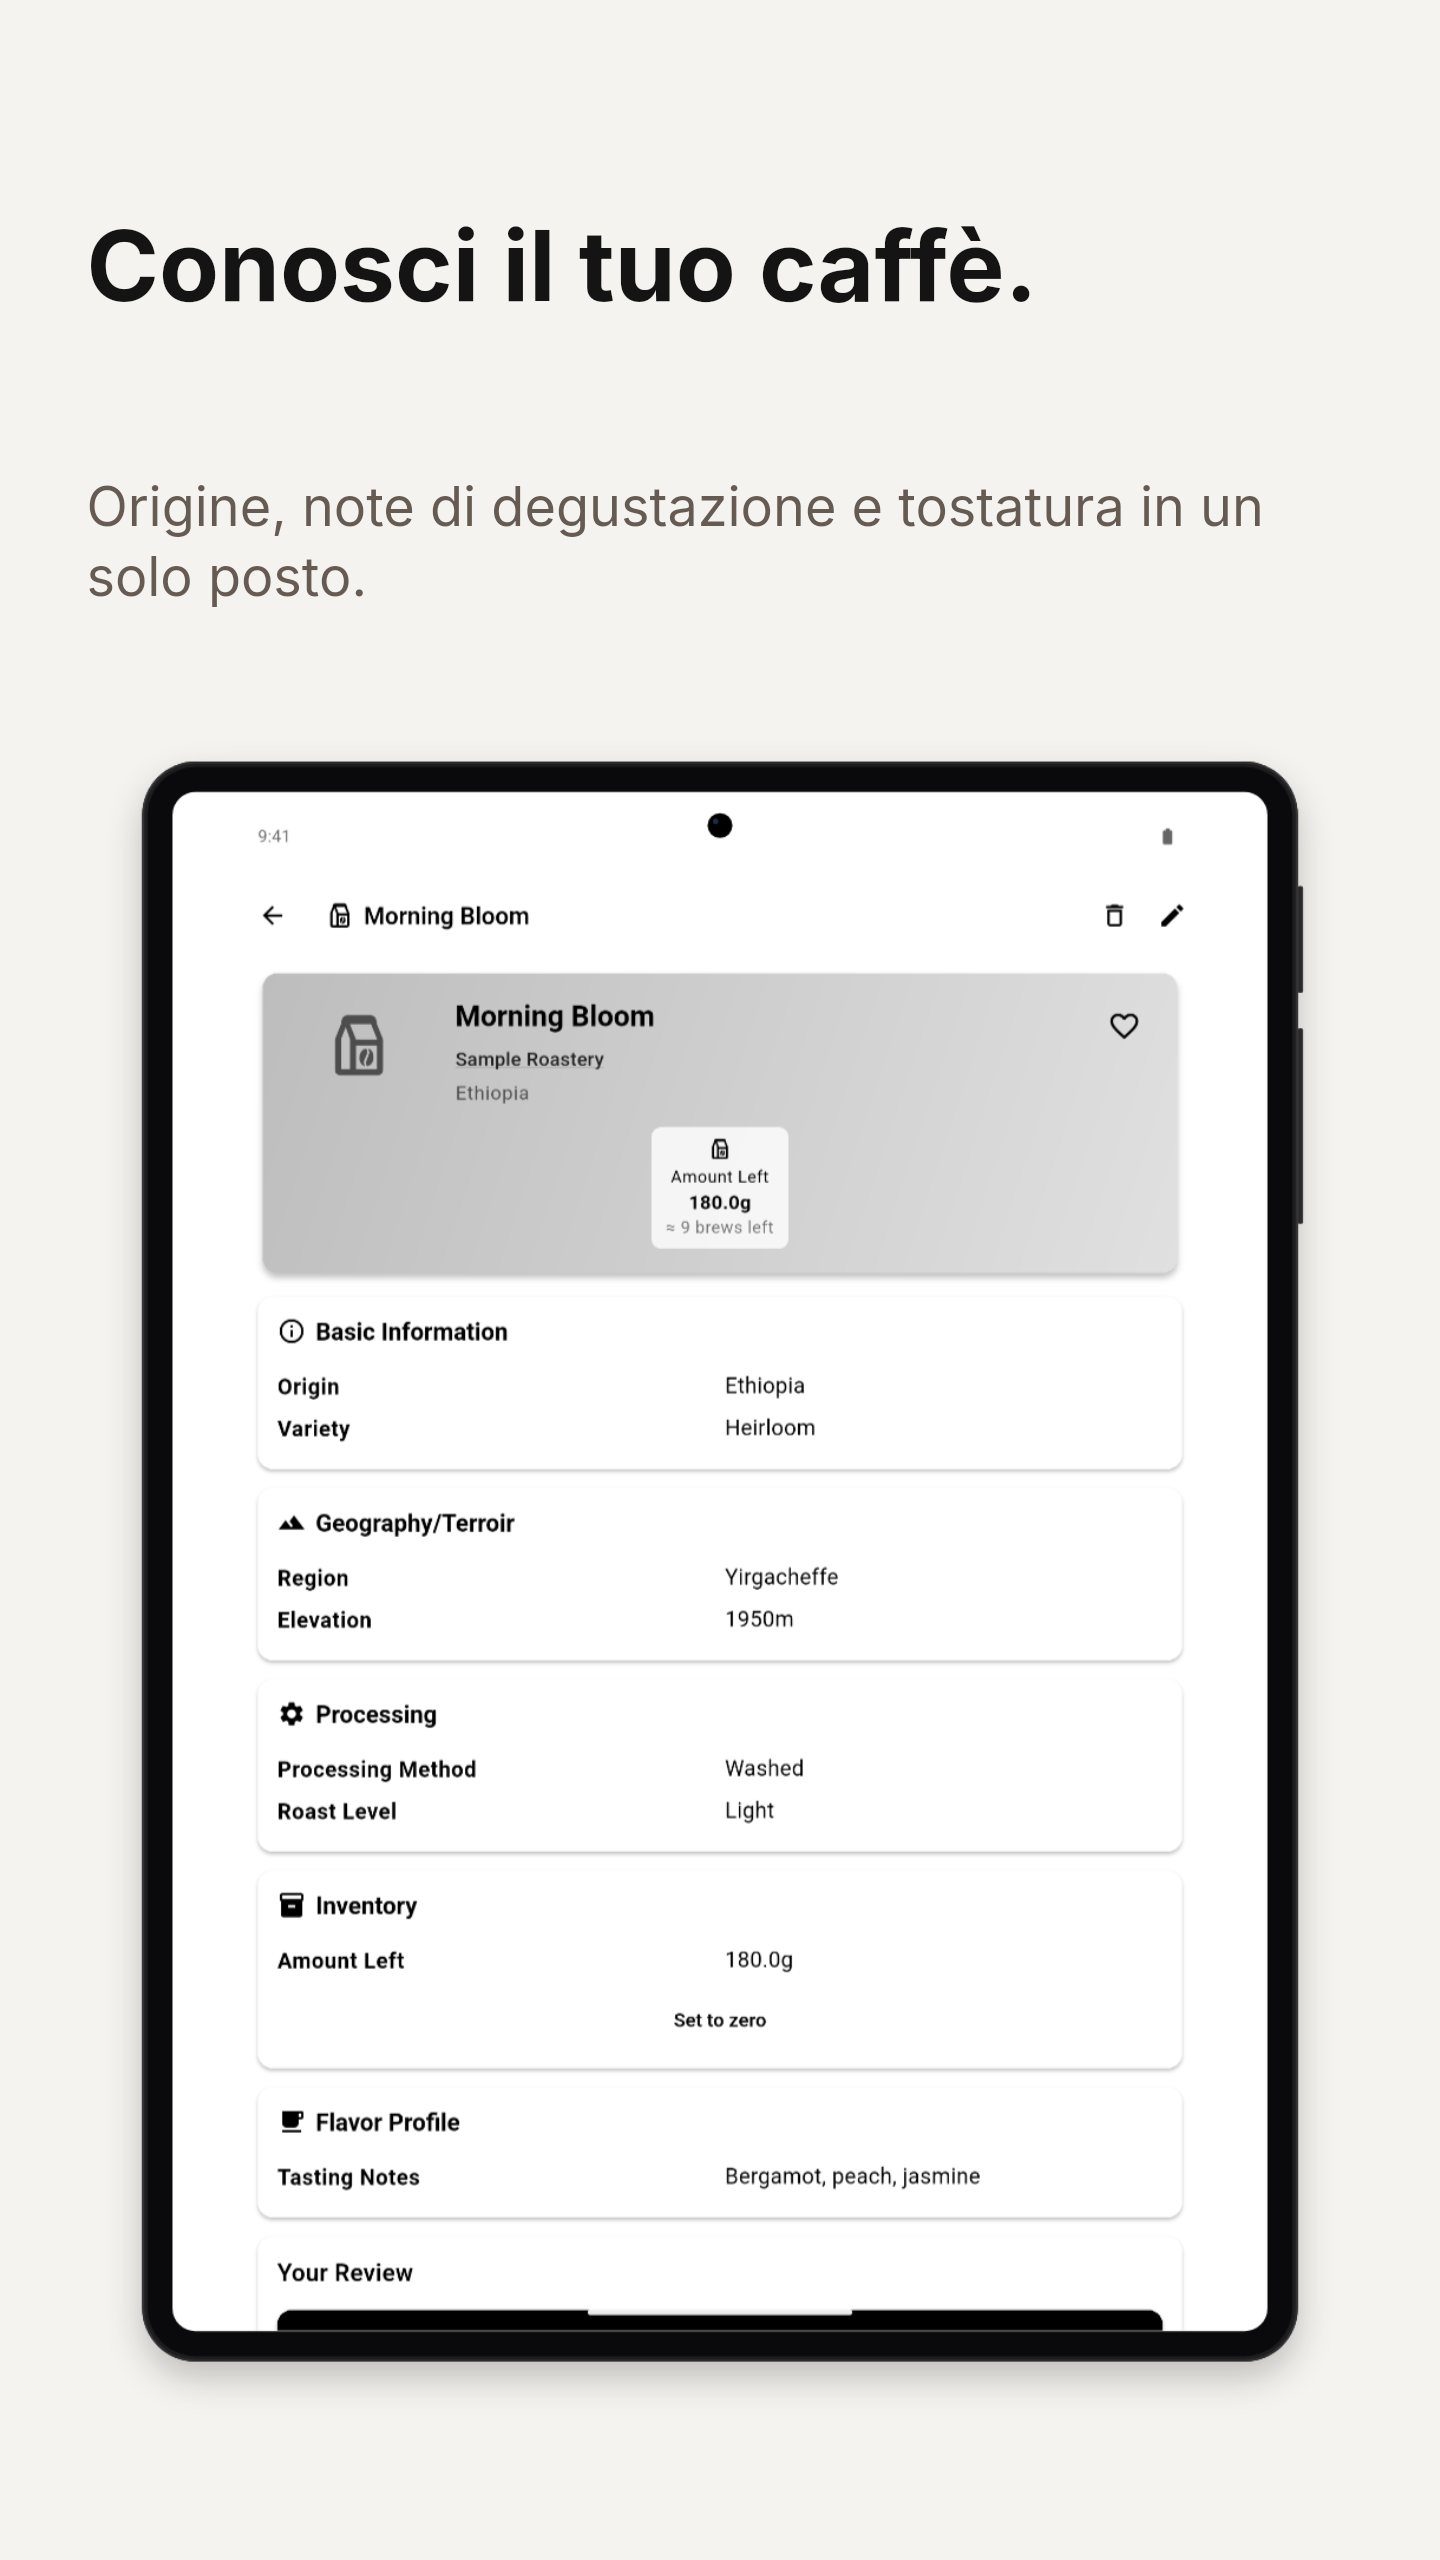 Conosci il tuo caffè.
Origine, note di degustazione e tostatura in un
solo posto.
9:41
Morning Bloom
Morning Bloom
Sample Roastery
Ethiopia
Amount Left
180.0g
≈ 9 brews left
Basic Information
Origin Ethiopia
Variety Heirloom
Geography/Terroir
Region Yirgacheffe
Elevation 1950m
Processing
Processing Method Washed
Roast Level Light
Inventory
Amount Left 180.0g
Set to zero
Flavor Profile
Tasting Notes Bergamot, peach, jasmine
Your Review